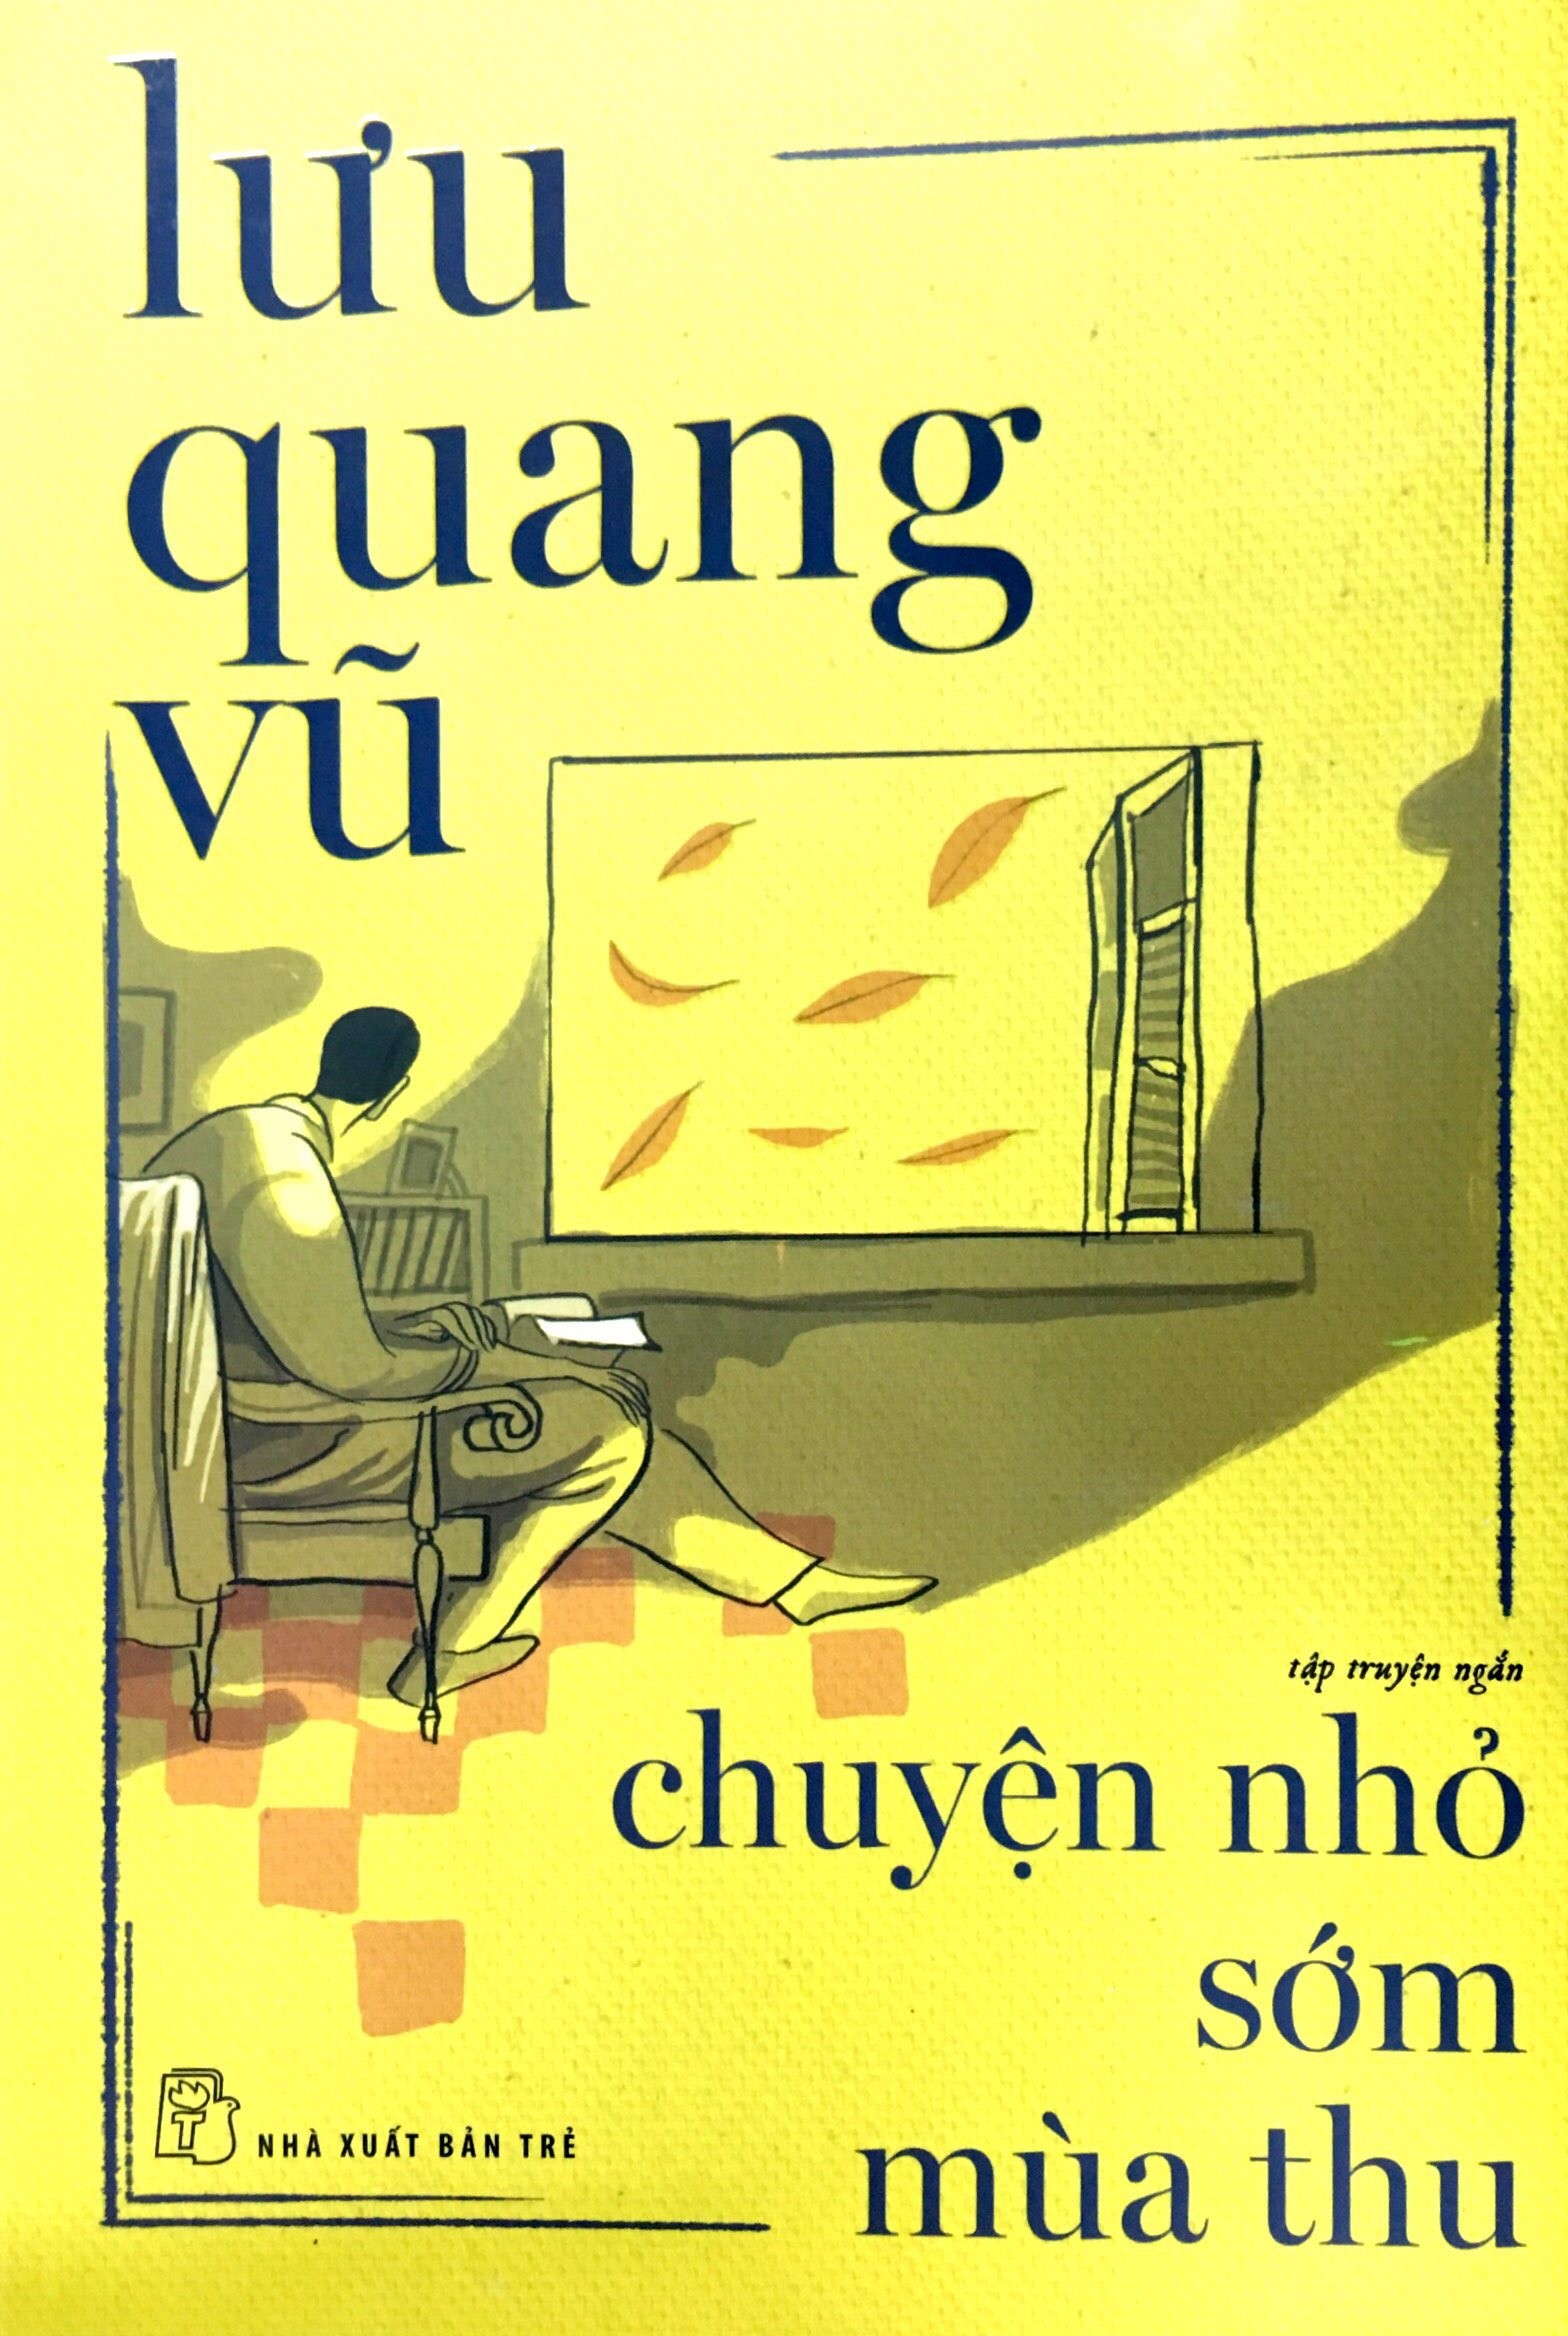 lưu
quang
vũ
tập truyện ngắn
chuyện nhỏ
sớm
mùa thu
T
NHÀ XUẤT BẢN TRẺ